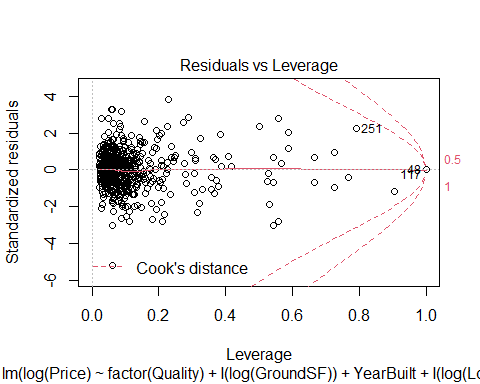 Residuals vs Leverage
Standardized residuals
4
2
0
-2
-4
-6
251
48
117
0.5
1
Cook's distance
0.0 0.2 0.4 0.6 0.8 1.0
Leverage
lm(log(Price) ~ factor(Quality) + I(log(GroundSF)) + YearBuilt + I(log(Lo